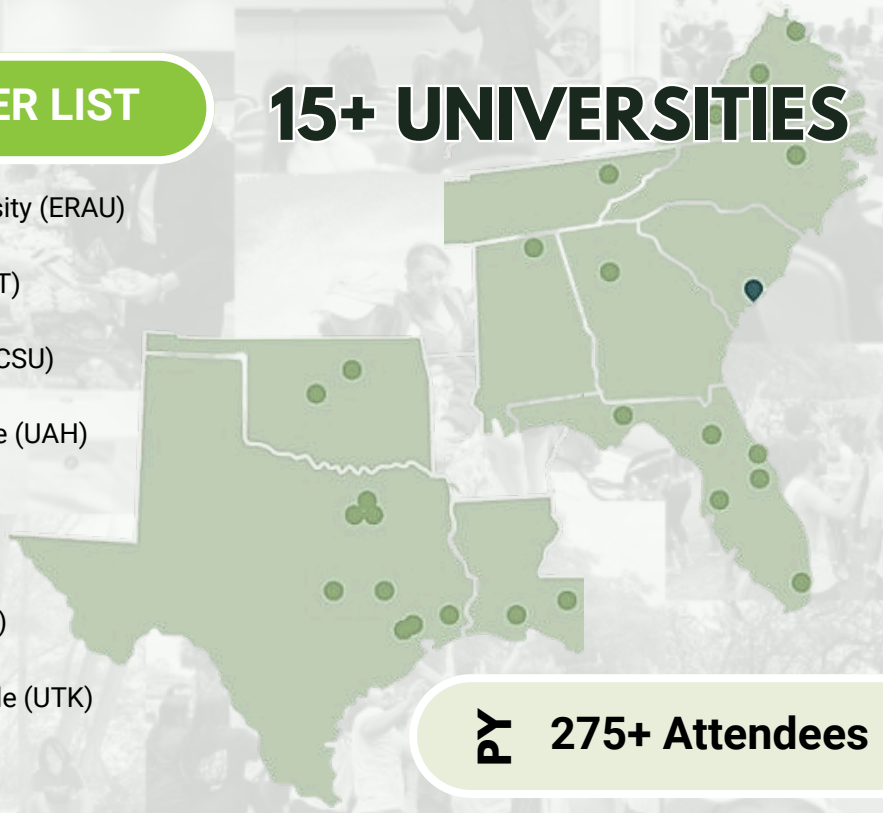 ER LIST
15+ UNIVERSITIES
sity (ERAU)
T)
CSU)
e (UAH)
)
le (UTK)
PY
275+ Attendees